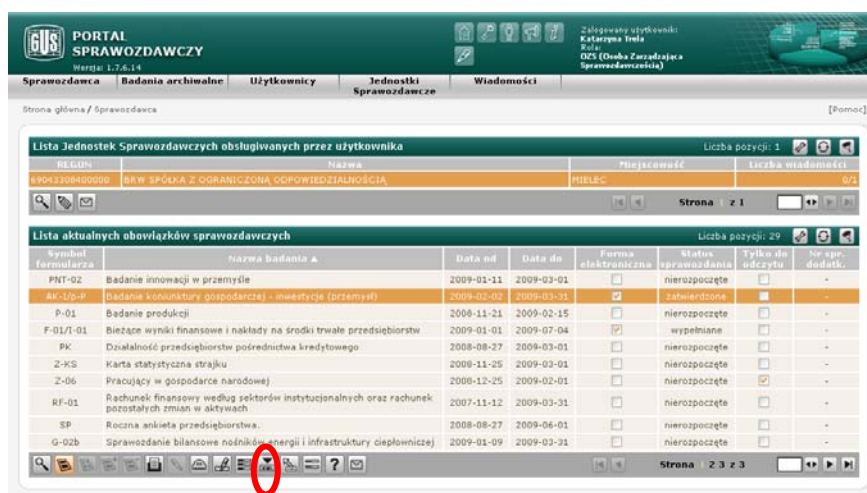 GUS PORTAL SPRAWOZDAWCZY
Wersja: 1.7.6.14
Zalogowany użytkownik:
Katarzyna Trela
Rola:
OZS (Osoba Zarządzająca Sprawozdawczością)
Sprawozdawca Badania archiwalne Użytkownicy Jednostki Sprawozdawcze Wiadomości
Strona główna / Sprawozdawca [Pomoc]
Lista Jednostek Sprawozdawczych obsługiwanych przez użytkownika Liczba pozycji: 1
REGON Nazwa Miejscowość Liczba wiadomości
69043308400000 BRW SPÓŁKA Z OGRANICZONĄ ODPOWIEDZIALNOŚCIĄ MIELEC 0/1
Strona 1 z 1
Lista aktualnych obowiązków sprawozdawczych Liczba pozycji: 29
Symbol formularza Nazwa badania ▲ Data od Data do Forma elektroniczna Status sprawozdania Tylko do odczytu Nr spr. dodatk.
PNT-02 Badanie innowacji w przemyśle 2009-01-11 2009-03-01 nierozpoczęte -
AK-I/p-P Badanie koniunktury gospodarczej - inwestycje (przemysł) 2009-02-02 2009-03-31 zatwierdzone -
P-01 Badanie produkcji 2008-11-21 2009-02-15 nierozpoczęte -
F-01/I-01 Bieżące wyniki finansowe i nakłady na środki trwałe przedsiębiorstw 2009-01-01 2009-07-04 wypełniane -
PK Działalność przedsiębiorstw pośrednictwa kredytowego 2008-08-27 2009-03-01 nierozpoczęte -
Z-KS Karta statystyczna strajku 2008-11-25 2009-03-01 nierozpoczęte -
Z-06 Pracujący w gospodarce narodowej 2008-12-25 2009-02-01 nierozpoczęte -
RF-01 Rachunek finansowy według sektorów instytucjonalnych oraz rachunek pozostałych zmian w aktywach 2007-11-12 2009-03-31 nierozpoczęte -
SP Roczna ankieta przedsiębiorstwa. 2008-08-27 2009-06-01 nierozpoczęte -
G-02b Sprawozdanie bilansowe nośników energii i infrastruktury ciepłowniczej 2009-01-09 2009-03-31 nierozpoczęte -
Strona 1 2 3 z 3